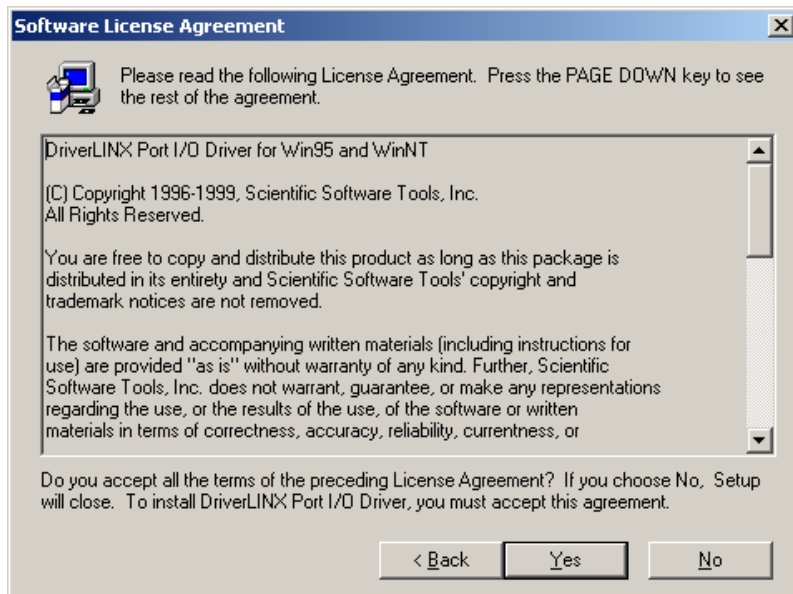 Software License Agreement
Please read the following License Agreement. Press the PAGE DOWN key to see
the rest of the agreement.
DriverLINX Port I/O Driver for Win95 and WinNT
(C) Copyright 1996-1999, Scientific Software Tools, Inc.
All Rights Reserved.
You are free to copy and distribute this product as long as this package is
distributed in its entirety and Scientific Software Tools' copyright and
trademark notices are not removed.
The software and accompanying written materials (including instructions for
use) are provided "as is" without warranty of any kind. Further, Scientific
Software Tools, Inc. does not warrant, guarantee, or make any representations
regarding the use, or the results of the use, of the software or written
materials in terms of correctness, accuracy, reliability, currentness, or
Do you accept all the terms of the preceding License Agreement? If you choose No, Setup
will close. To install DriverLINX Port I/O Driver, you must accept this agreement.
< Back
Yes
No